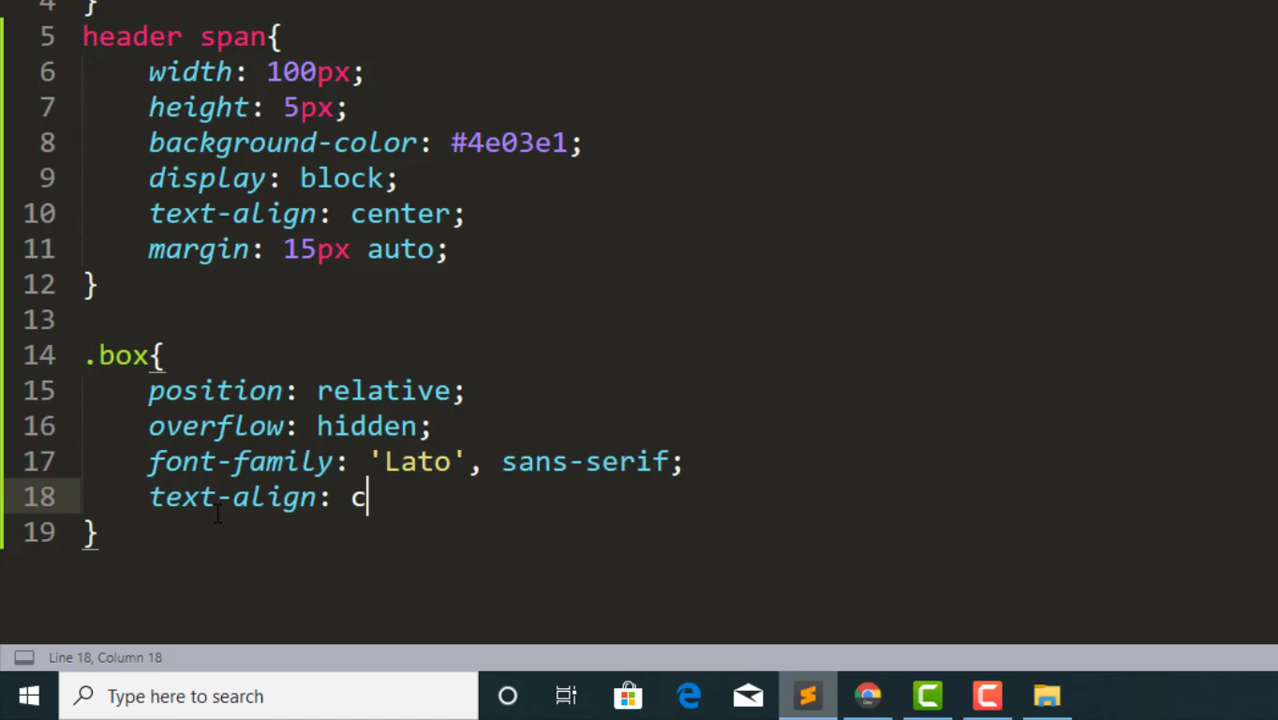 4 }
5 header span{
6 width: 100px;
7 height: 5px;
8 background-color: #4e03e1;
9 display: block;
10 text-align: center;
11 margin: 15px auto;
12 }
13
14 .box{
15 position: relative;
16 overflow: hidden;
17 font-family: 'Lato', sans-serif;
18 text-align: c
19 }
Line 18, Column 18
Type here to search